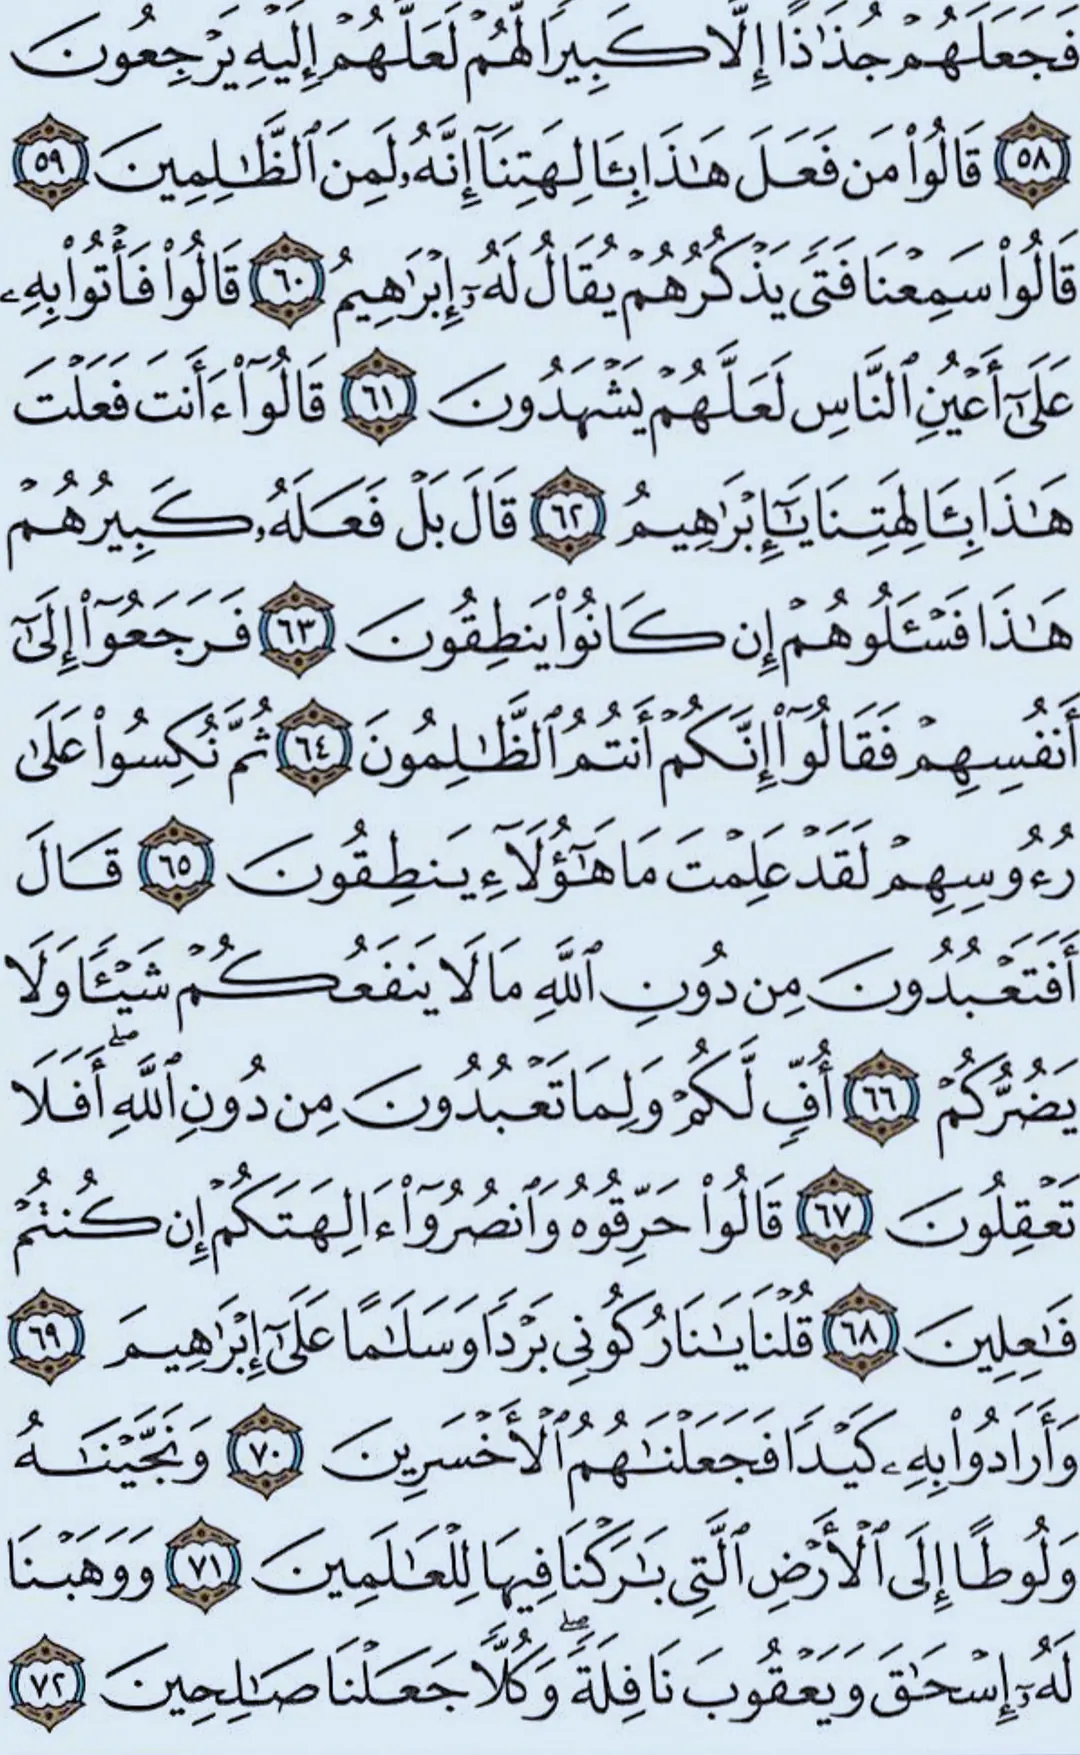 فَجَعَلَهُمْ جُذَٰذًا إِلَّا كَبِيرًا لَّهُمْ لَعَلَّهُمْ إِلَيْهِ يَرْجِعُونَ
٥٨ قَالُوا۟ مَن فَعَلَ هَٰذَا بِـَٔالِهَتِنَآ إِنَّهُۥ لَمِنَ ٱلظَّٰلِمِينَ ٥٩
قَالُوا۟ سَمِعْنَا فَتًى يَذْكُرُهُمْ يُقَالُ لَهُۥٓ إِبْرَٰهِيمُ ٦٠ قَالُوا۟ فَأْتُوا۟ بِهِۦ
عَلَىٰٓ أَعْيُنِ ٱلنَّاسِ لَعَلَّهُمْ يَشْهَدُونَ ٦١ قَالُوٓا۟ ءَأَنتَ فَعَلْتَ
هَٰذَا بِـَٔالِهَتِنَا يَٰٓإِبْرَٰهِيمُ ٦٢ قَالَ بَلْ فَعَلَهُۥ كَبِيرُهُمْ
هَٰذَا فَسْـَٔلُوهُمْ إِن كَانُوا۟ يَنطِقُونَ ٦٣ فَرَجَعُوٓا۟ إِلَىٰٓ
أَنفُسِهِمْ فَقَالُوٓا۟ إِنَّكُمْ أَنتُمُ ٱلظَّٰلِمُونَ ٦٤ ثُمَّ نُكِسُوا۟ عَلَىٰ
رُءُوسِهِمْ لَقَدْ عَلِمْتَ مَا هَٰٓؤُلَآءِ يَنطِقُونَ ٦٥ قَالَ
أَفَتَعْبُدُونَ مِن دُونِ ٱللَّهِ مَا لَا يَنفَعُكُمْ شَيْـًٔا وَلَا
يَضُرُّكُمْ ٦٦ أُفٍّ لَّكُمْ وَلِمَا تَعْبُدُونَ مِن دُونِ ٱللَّهِ ۖ أَفَلَا
تَعْقِلُونَ ٦٧ قَالُوا۟ حَرِّقُوهُ وَٱنصُرُوٓا۟ ءَالِهَتَكُمْ إِن كُنتُمْ
فَٰعِلِينَ ٦٨ قُلْنَا يَٰنَارُ كُونِى بَرْدًا وَسَلَٰمًا عَلَىٰٓ إِبْرَٰهِيمَ ٦٩
وَأَرَادُوا۟ بِهِۦ كَيْدًا فَجَعَلْنَٰهُمُ ٱلْأَخْسَرِينَ ٧٠ وَنَجَّيْنَٰهُ
وَلُوطًا إِلَى ٱلْأَرْضِ ٱلَّتِى بَٰرَكْنَا فِيهَا لِلْعَٰلَمِينَ ٧١ وَوَهَبْنَا
لَهُۥٓ إِسْحَٰقَ وَيَعْقُوبَ نَافِلَةً ۖ وَكُلًّا جَعَلْنَا صَٰلِحِينَ ٧٢